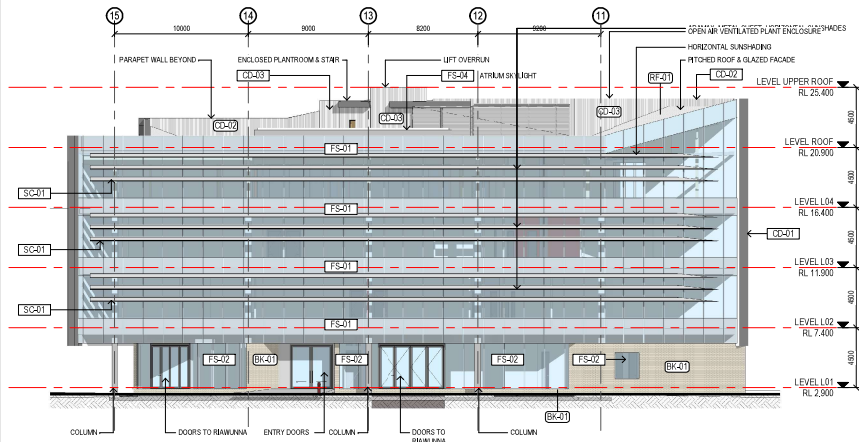 15 14 13 12 11
10000 9000 8200 9200
HORIZONTAL SUNSHADES
OPEN AIR VENTILATED PLANT ENCLOSURE
HORIZONTAL SUNSHADING
PARAPET WALL BEYOND ENCLOSED PLANTROOM & STAIR LIFT OVERRUN PITCHED ROOF & GLAZED FACADE
CD-03 FS-04 ATRIUM SKYLIGHT RF-01 CD-02
LEVEL UPPER ROOF
RL 25.400
CD-02 CD-03 CD-03
4500
LEVEL ROOF
RL 20.900
FS-01
SC-01
4500
LEVEL L04
RL 16.400
FS-01
CD-01
SC-01
4500
LEVEL L03
RL 11.900
FS-01
SC-01
4500
LEVEL L02
RL 7.400
FS-01
FS-02 BK-01 FS-02 FS-02 FS-02 BK-01
4500
LEVEL L01
RL 2.900
BK-01
COLUMN DOORS TO RIAWUNNA ENTRY DOORS COLUMN DOORS TO COLUMN
RIAWUNNA